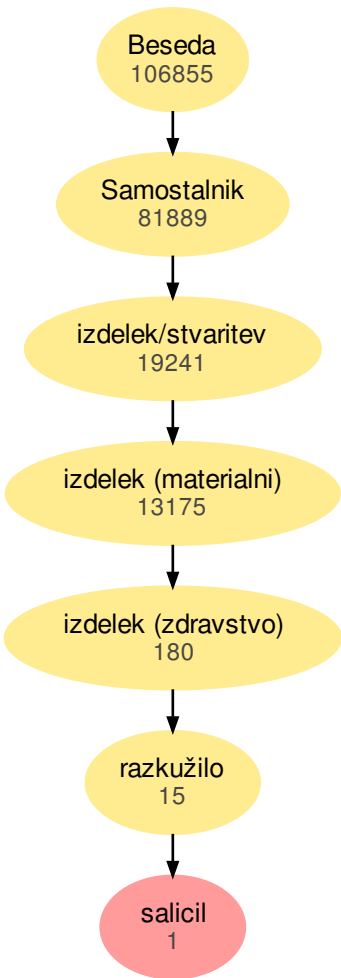 Beseda
106855
Samostalnik
81889
izdelek/stvaritev
19241
izdelek (materialni)
13175
izdelek (zdravstvo)
180
razkužilo
15
salicil
1